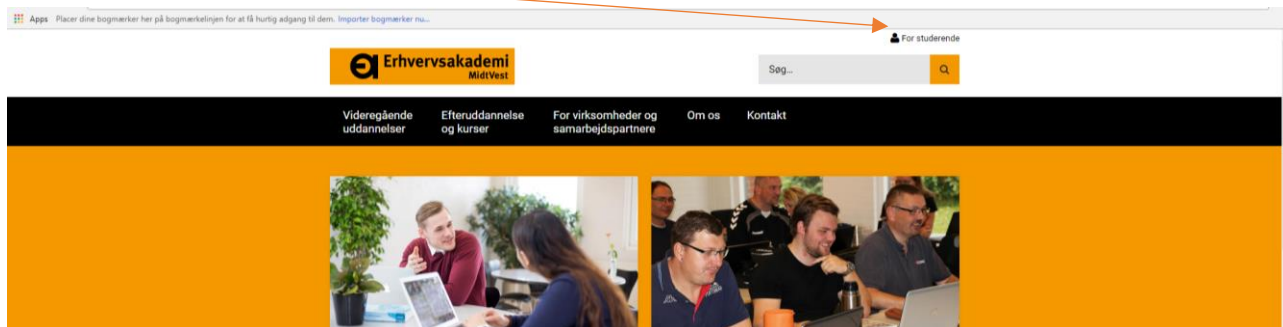 Apps Placer dine bogmærker her på bogmærkelinjen for at få hurtig adgang til dem. Importer bogmærker nu...
For studerende
Erhvervsakademi
MidtVest
Søg...
Videregående
uddannelser
Efteruddannelse
og kurser
For virksomheder og
samarbejdspartnere
Om os
Kontakt